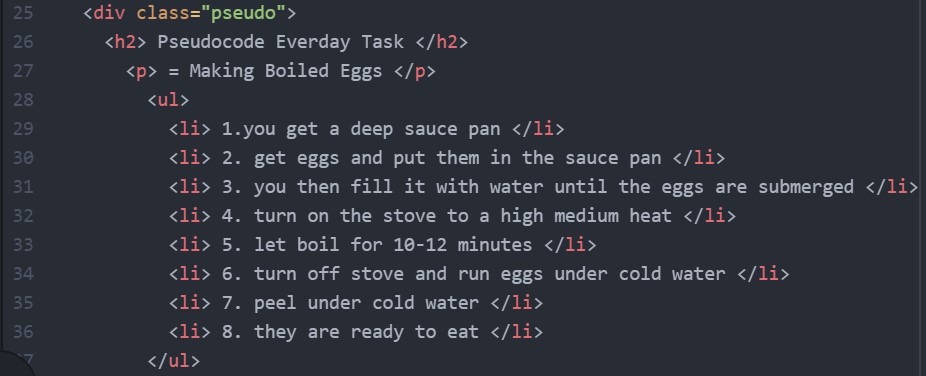 25 <div class="pseudo">
26 <h2> Pseudocode Everday Task </h2>
27 <p> = Making Boiled Eggs </p>
28 <ul>
29 <li> 1.you get a deep sauce pan </li>
30 <li> 2. get eggs and put them in the sauce pan </li>
31 <li> 3. you then fill it with water until the eggs are submerged </li>
32 <li> 4. turn on the stove to a high medium heat </li>
33 <li> 5. let boil for 10-12 minutes </li>
34 <li> 6. turn off stove and run eggs under cold water </li>
35 <li> 7. peel under cold water </li>
36 <li> 8. they are ready to eat </li>
</ul>